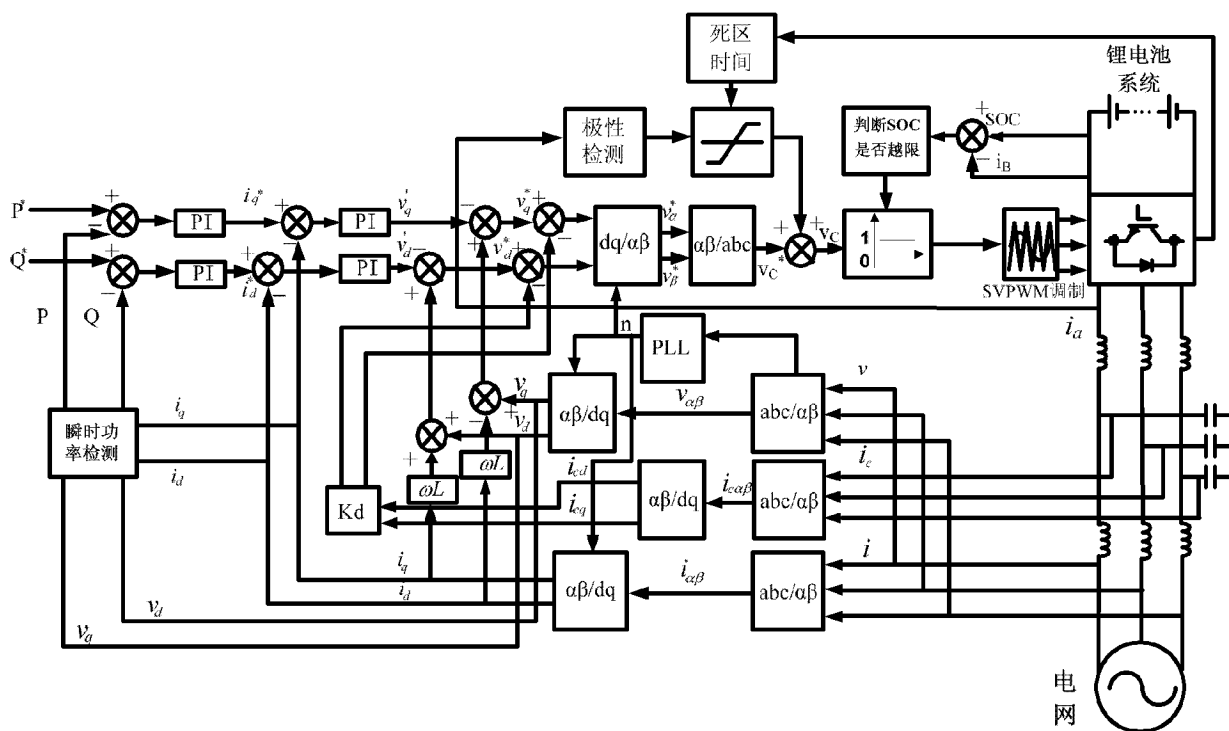 死区
时间
锂电池
系统
极性
检测
判断SOC
是否越限
+
SOC
− i_B
P*
+
−
PI
i_q*
+
−
PI
v_q'
−
+
v_q*
+
−
dq/αβ
v_α*
v_β*
αβ/abc
+
+
v_C*
v_C
1
0
SVPWM调制
Q*
+
−
PI
i_d*
+
−
PI
v_d'
−
+
v_d*
+
−
P
Q
n
PLL
i_a
瞬时功
率检测
i_q
i_d
v_q
v_d
+
−
+
+
αβ/dq
v_αβ
abc/αβ
v
i_c
ωL
ωL
Kd
i_cd
i_cq
αβ/dq
i_cαβ
abc/αβ
i_q
i_d
αβ/dq
i_αβ
abc/αβ
i
v_d
v_q
电
网